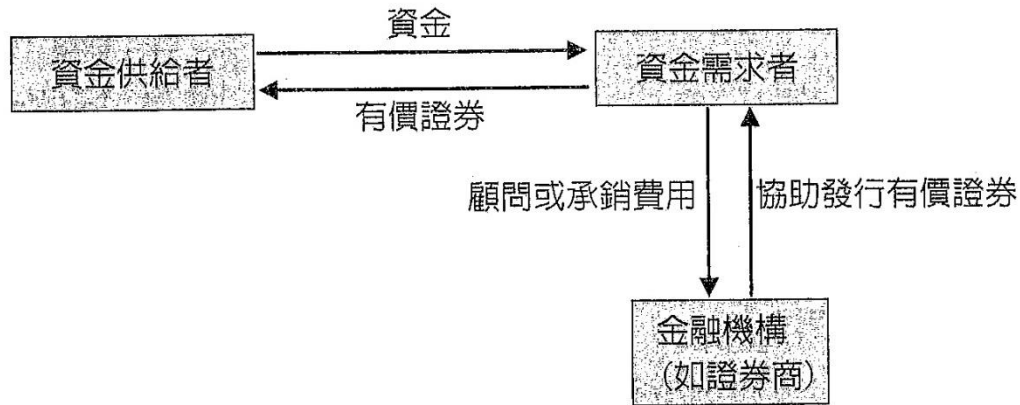 資金
資金供給者
資金需求者
有價證券
顧問或承銷費用
協助發行有價證券
金融機構
(如證券商)